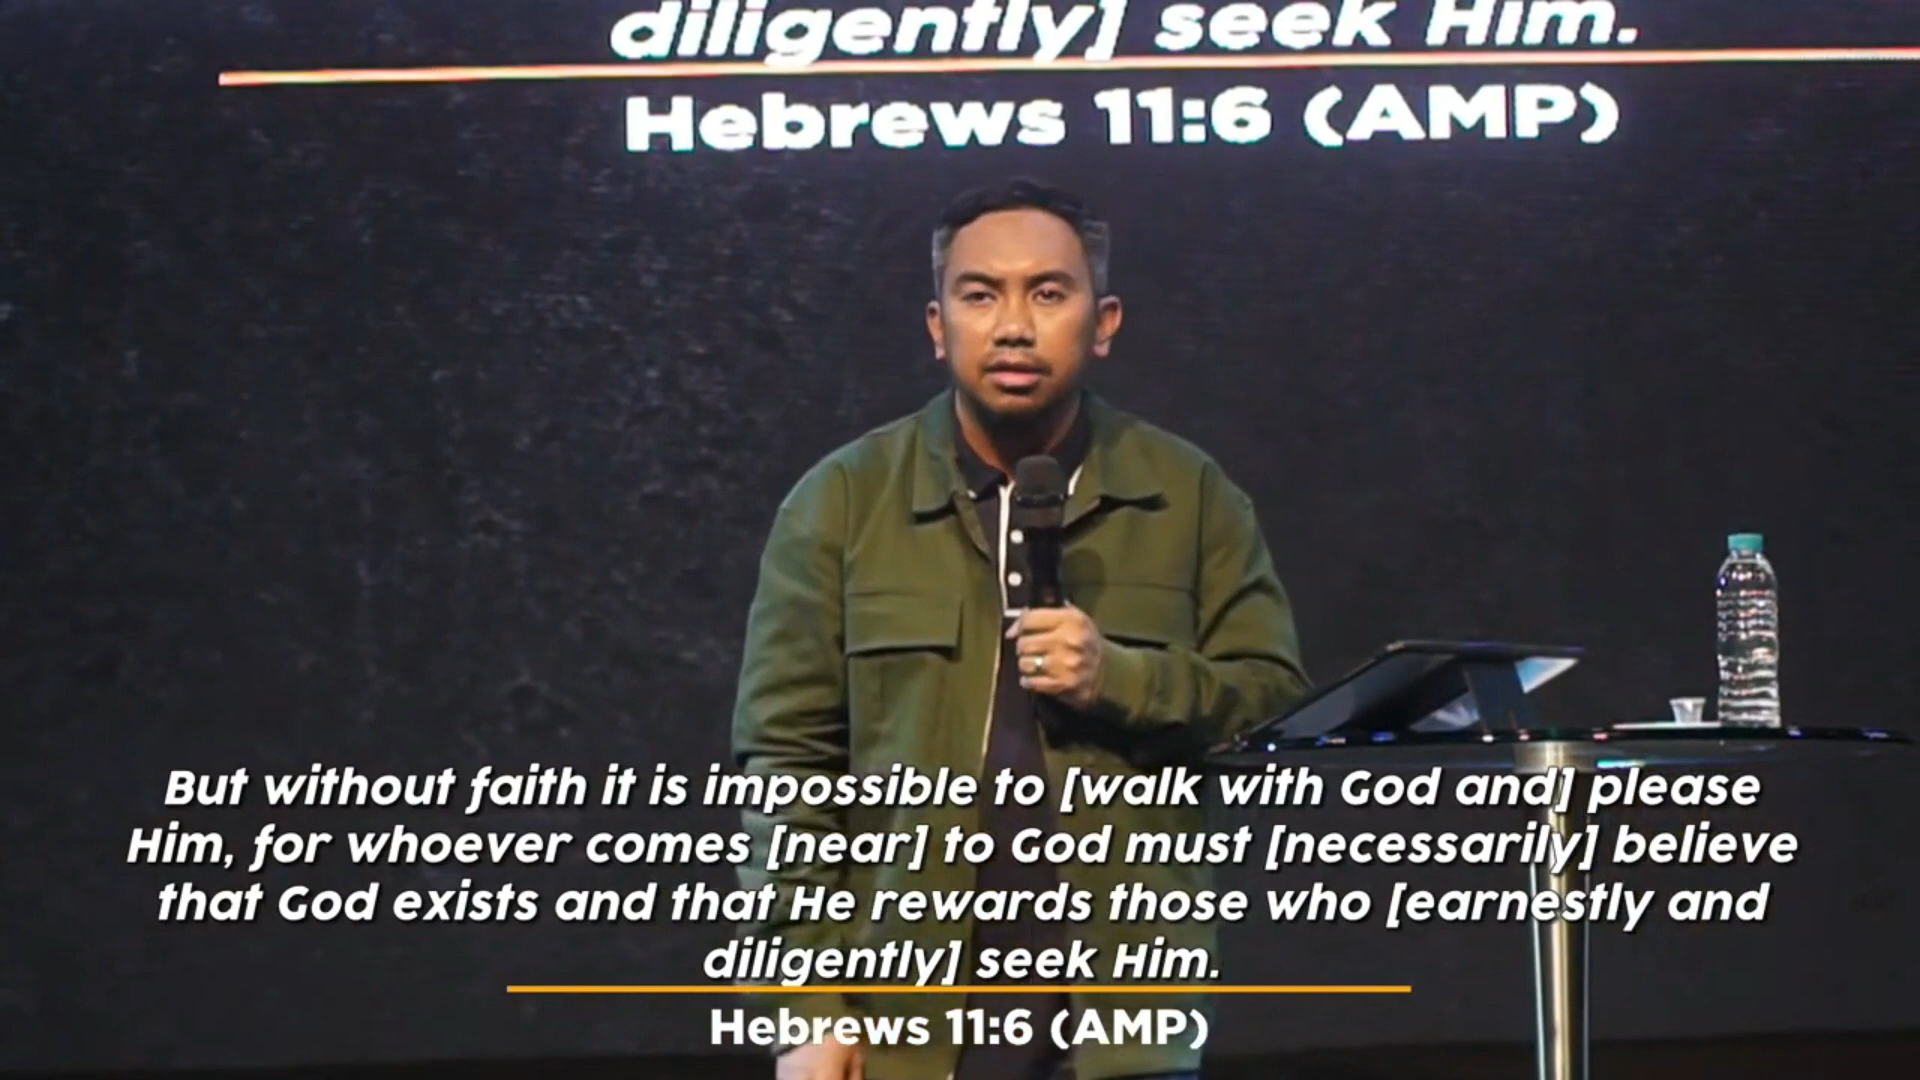 diligently] seek Him.
Hebrews 11:6 (AMP)
But without faith it is impossible to [walk with God and] please
Him, for whoever comes [near] to God must [necessarily] believe
that God exists and that He rewards those who [earnestly and
diligently] seek Him.
Hebrews 11:6 (AMP)